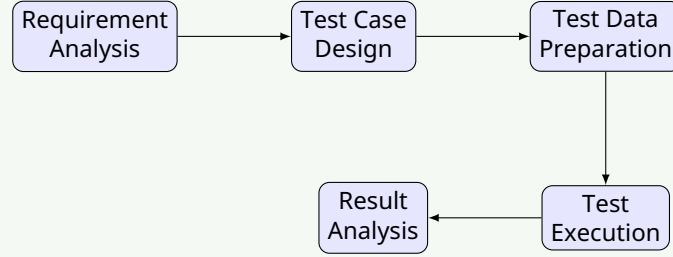 Requirement
Analysis
Test Case
Design
Test Data
Preparation
Test
Execution
Result
Analysis